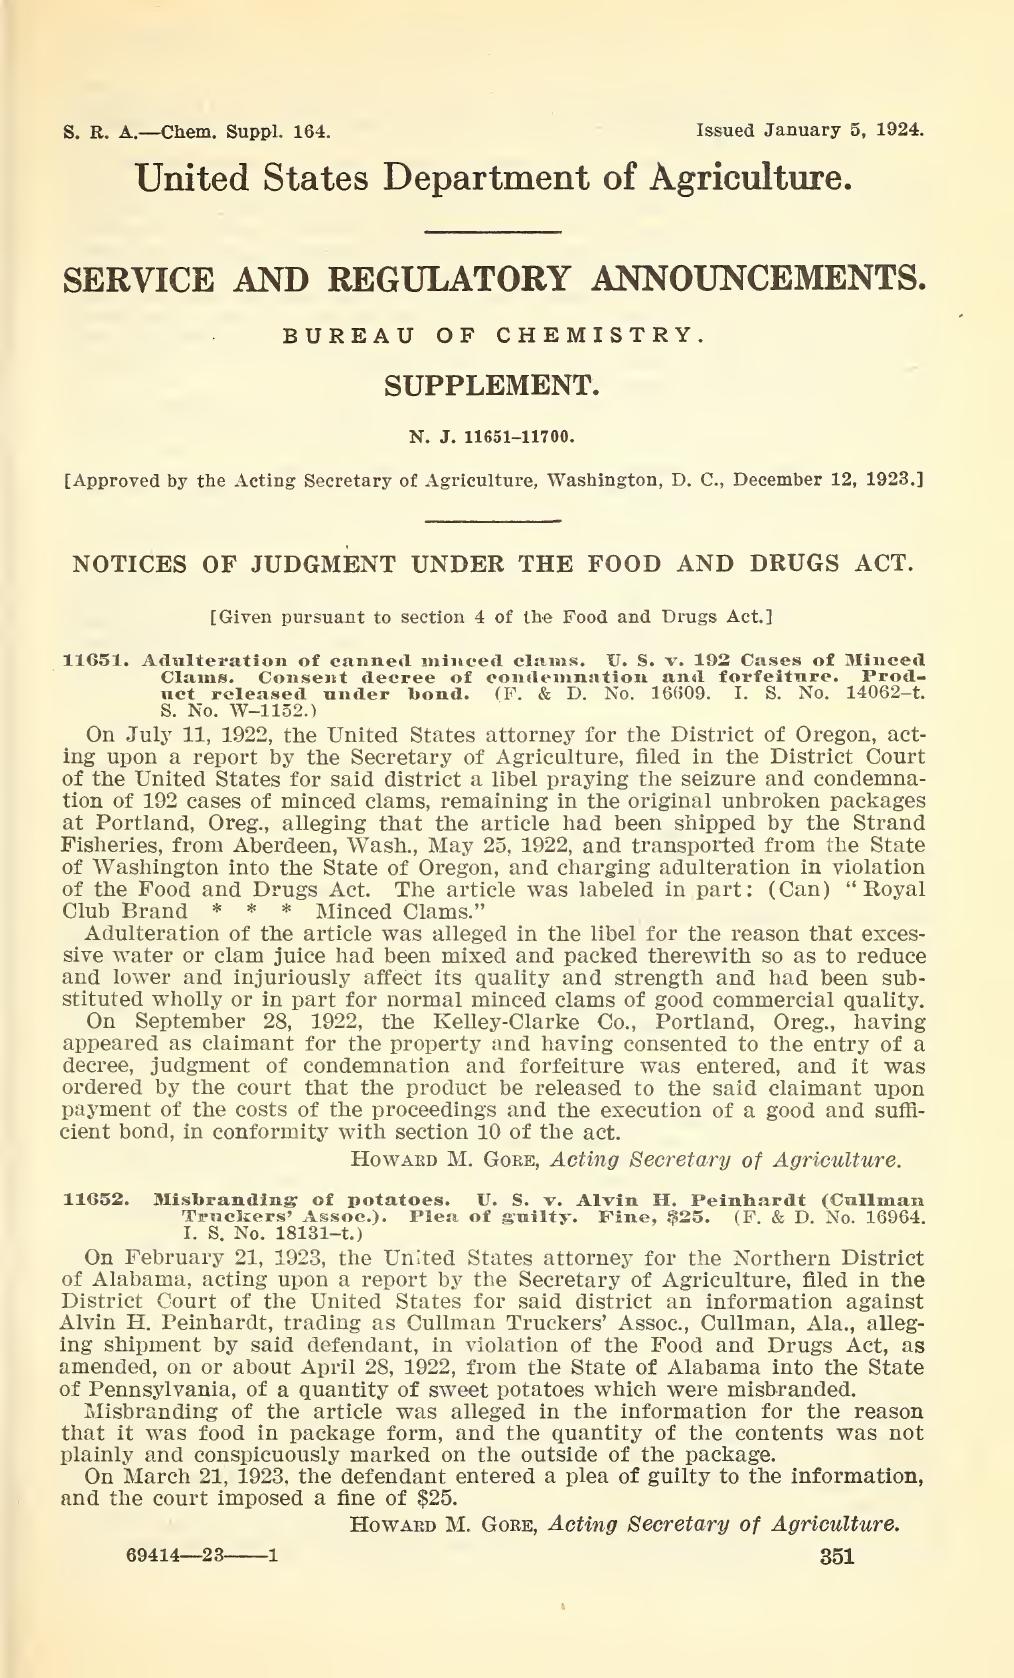 S. R. A.—Chem. Suppl. 164.
Issued January 5, 1924.
United States Department of Agriculture.
SERVICE AND REGULATORY ANNOUNCEMENTS.
BUREAU OF CHEMISTRY.
SUPPLEMENT.
N. J. 11651–11700.
[Approved by the Acting Secretary of Agriculture, Washington, D. C., December 12, 1923.]
NOTICES OF JUDGMENT UNDER THE FOOD AND DRUGS ACT.
[Given pursuant to section 4 of the Food and Drugs Act.]
11651. Adulteration of canned minced clams. U. S. v. 192 Cases of Minced
Clams. Consent decree of condemnation and forfeiture. Prod-
uct released under bond. (F. & D. No. 16609. I. S. No. 14062–t.
S. No. W–1152.)
On July 11, 1922, the United States attorney for the District of Oregon, act-
ing upon a report by the Secretary of Agriculture, filed in the District Court
of the United States for said district a libel praying the seizure and condemna-
tion of 192 cases of minced clams, remaining in the original unbroken packages
at Portland, Oreg., alleging that the article had been shipped by the Strand
Fisheries, from Aberdeen, Wash., May 25, 1922, and transported from the State
of Washington into the State of Oregon, and charging adulteration in violation
of the Food and Drugs Act. The article was labeled in part: (Can) “Royal
Club Brand * * * Minced Clams.”
Adulteration of the article was alleged in the libel for the reason that exces-
sive water or clam juice had been mixed and packed therewith so as to reduce
and lower and injuriously affect its quality and strength and had been sub-
stituted wholly or in part for normal minced clams of good commercial quality.
On September 28, 1922, the Kelley-Clarke Co., Portland, Oreg., having
appeared as claimant for the property and having consented to the entry of a
decree, judgment of condemnation and forfeiture was entered, and it was
ordered by the court that the product be released to the said claimant upon
payment of the costs of the proceedings and the execution of a good and suffi-
cient bond, in conformity with section 10 of the act.
HOWARD M. GORE, Acting Secretary of Agriculture.
11652. Misbranding of potatoes. U. S. v. Alvin H. Peinhardt (Cullman
Truckers’ Assoc.). Plea of guilty. Fine, $25. (F. & D. No. 16964.
I. S. No. 18131–t.)
On February 21, 1923, the United States attorney for the Northern District
of Alabama, acting upon a report by the Secretary of Agriculture, filed in the
District Court of the United States for said district an information against
Alvin H. Peinhardt, trading as Cullman Truckers’ Assoc., Cullman, Ala., alleg-
ing shipment by said defendant, in violation of the Food and Drugs Act, as
amended, on or about April 28, 1922, from the State of Alabama into the State
of Pennsylvania, of a quantity of sweet potatoes which were misbranded.
Misbranding of the article was alleged in the information for the reason
that it was food in package form, and the quantity of the contents was not
plainly and conspicuously marked on the outside of the package.
On March 21, 1923, the defendant entered a plea of guilty to the information,
and the court imposed a fine of $25.
HOWARD M. GORE, Acting Secretary of Agriculture.
69414—23——1
351